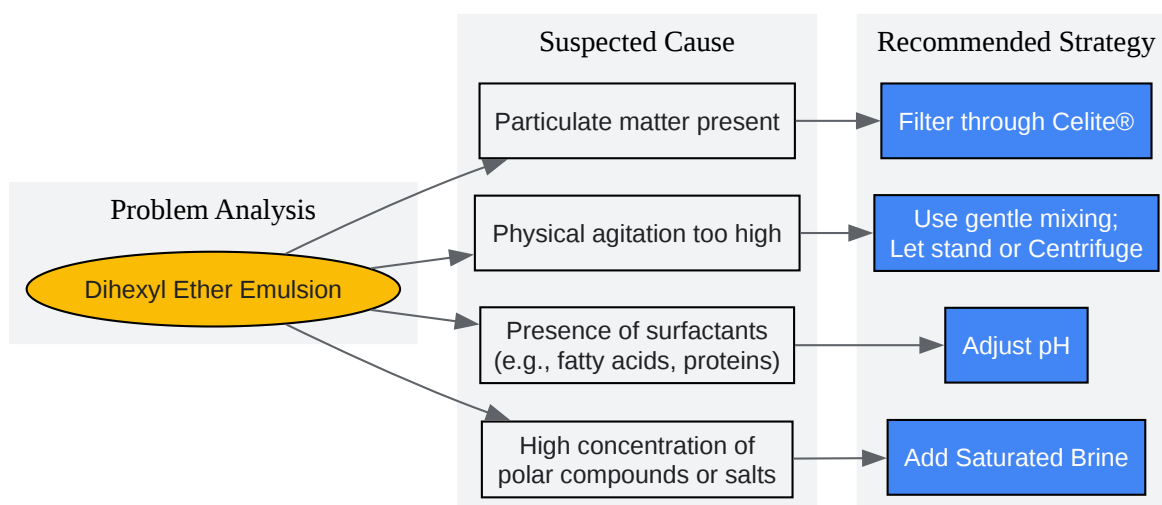 Suspected Cause
Recommended Strategy
Particulate matter present
Filter through Celite®
Problem Analysis
Physical agitation too high
Use gentle mixing;
Let stand or Centrifuge
Dihexyl Ether Emulsion
Presence of surfactants
(e.g., fatty acids, proteins)
Adjust pH
High concentration of
polar compounds or salts
Add Saturated Brine